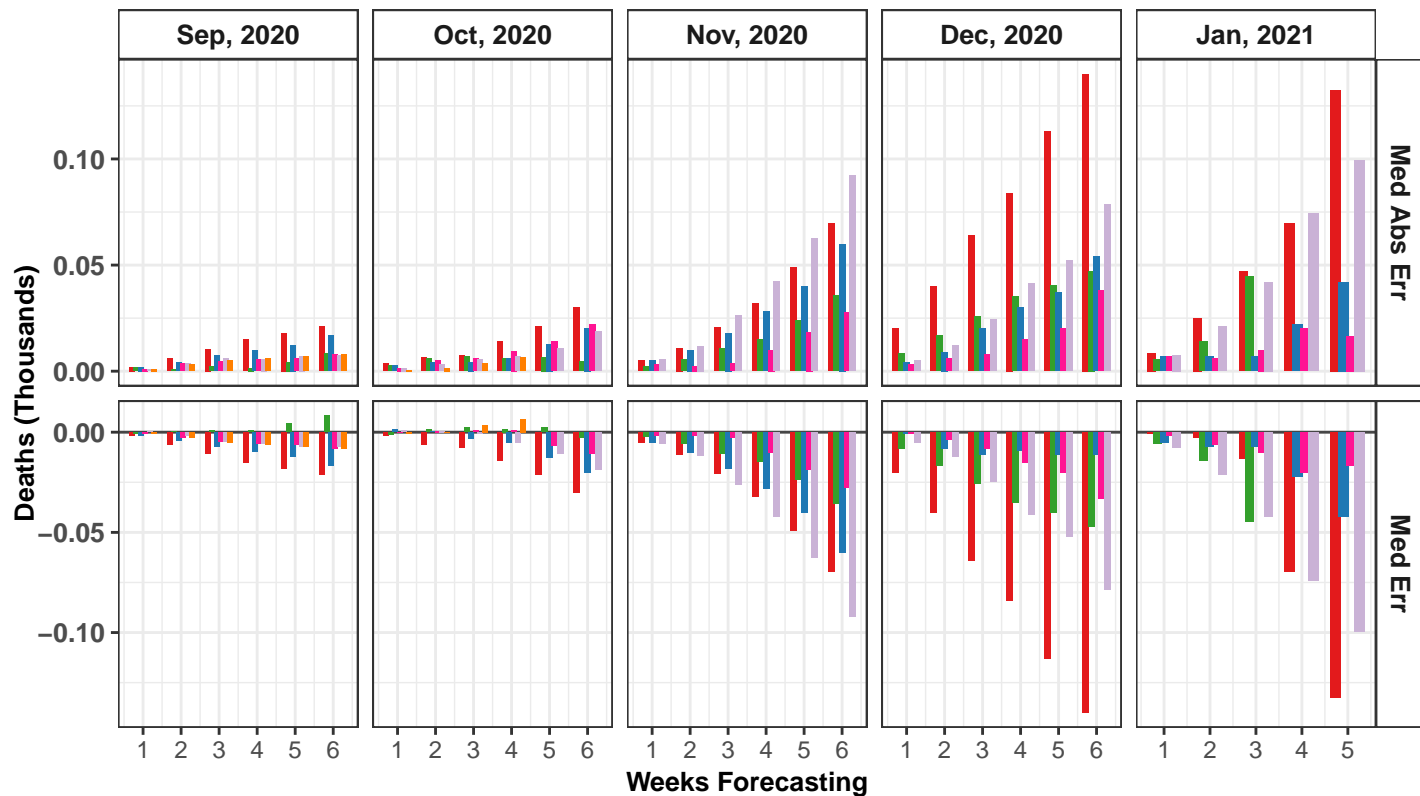 Sep, 2020 Oct, 2020 Nov, 2020 Dec, 2020 Jan, 2021
Deaths (Thousands)
0.10
0.05
0.00
Med Abs Err
0.00
−0.05
−0.10
Med Err
1 2 3 4 5 6 1 2 3 4 5 6 1 2 3 4 5 6 1 2 3 4 5 6 1 2 3 4 5
Weeks Forecasting